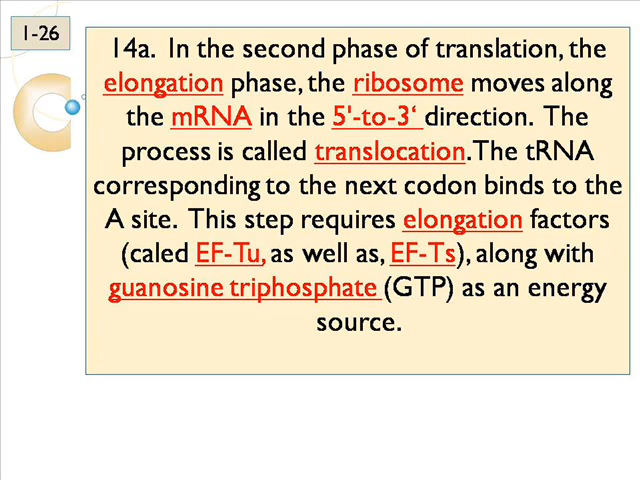 1-26
14a. In the second phase of translation, the
elongation phase, the ribosome moves along
the mRNA in the 5'-to-3‘ direction. The
process is called translocation. The tRNA
corresponding to the next codon binds to the
A site. This step requires elongation factors
(caled EF-Tu, as well as, EF-Ts), along with
guanosine triphosphate (GTP) as an energy
source.